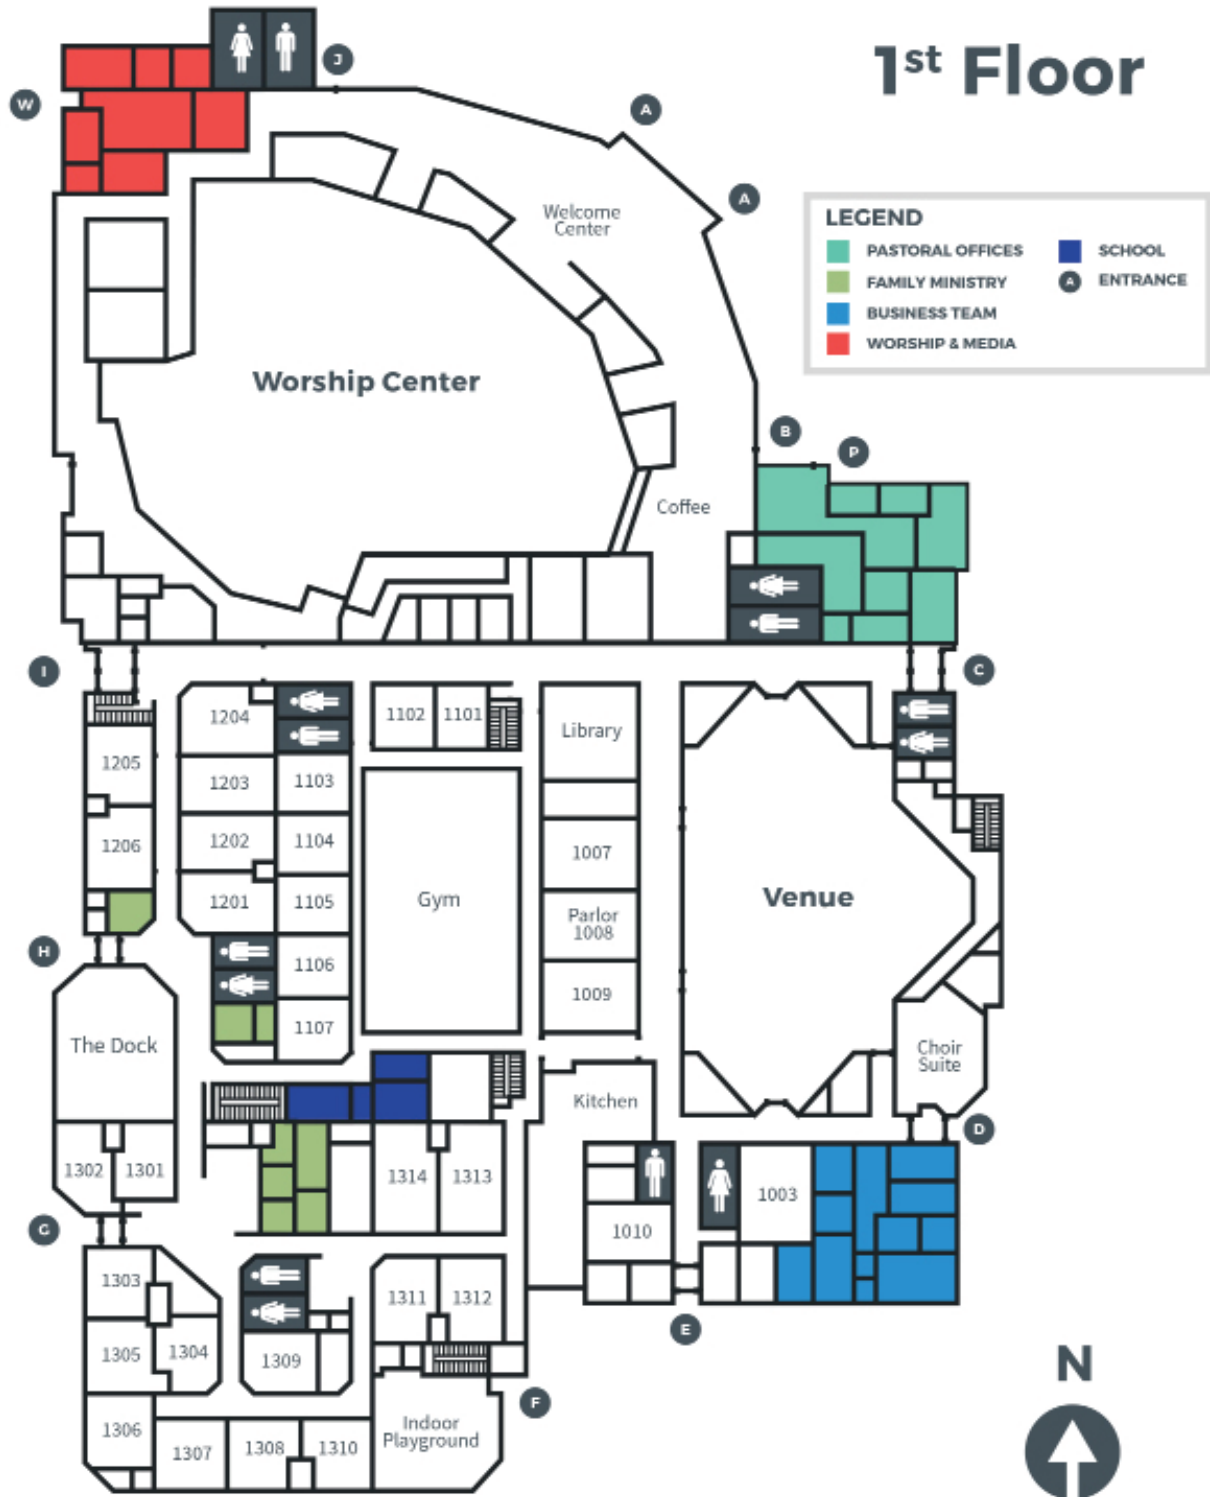 1st Floor
J
W
A
A
Welcome
Center
LEGEND
PASTORAL OFFICES
SCHOOL
FAMILY MINISTRY
A
ENTRANCE
BUSINESS TEAM
WORSHIP & MEDIA
Worship Center
B
P
Coffee
I
C
1204
1102
1101
Library
1205
1203
1103
1206
1202
1104
1007
1201
1105
Gym
Venue
Parlor
1008
H
1106
1009
1107
The Dock
Choir
Suite
Kitchen
D
1302
1301
1314
1313
1003
G
1010
1303
1311
1312
E
1305
1304
1309
N
F
1306
1307
1308
1310
Indoor
Playground